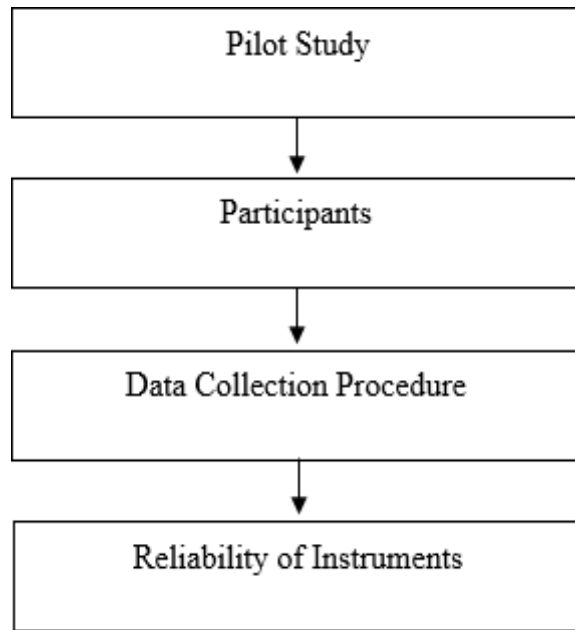 Pilot Study
Participants
Data Collection Procedure
Reliability of Instruments